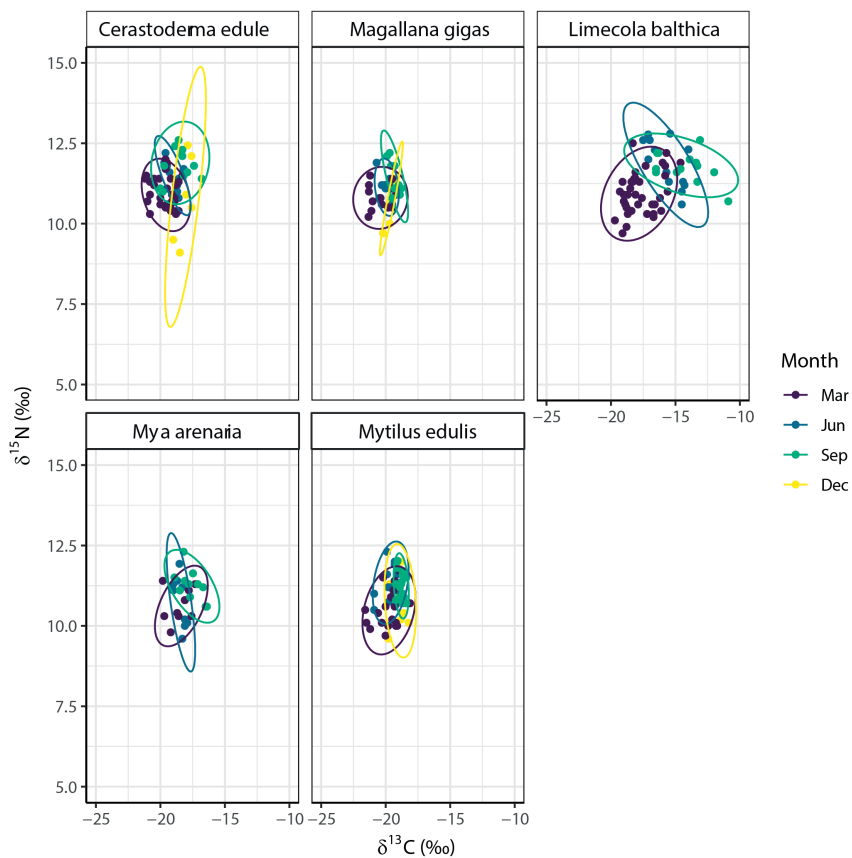 Cerastoderma edule
Magallana gigas
Limecola balthica
15.0
12.5
10.0
7.5
5.0
−25 −20 −15 −10
Month
Mar
Jun
Sep
Dec
δ¹⁵N (‰)
Mya arenaria
Mytilus edulis
15.0
12.5
10.0
7.5
5.0
−25 −20 −15 −10
−25 −20 −15 −10
δ¹³C (‰)